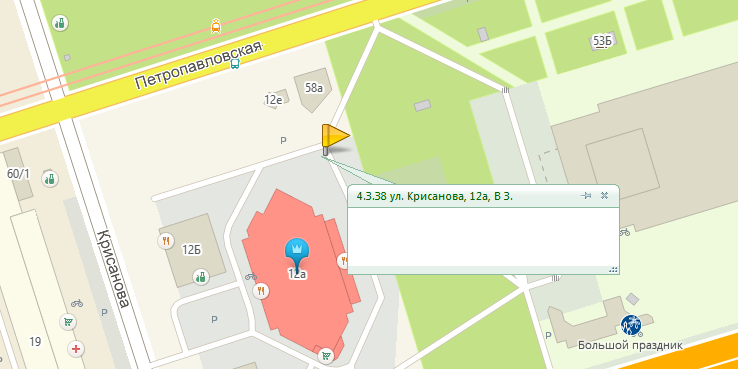 53Б
Петропавловская
58а
12е
P
60/1
4.3.38 ул. Крисанова, 12а, В 3.
Крисанова
12Б
12а
P
P
P
19
Большой праздник